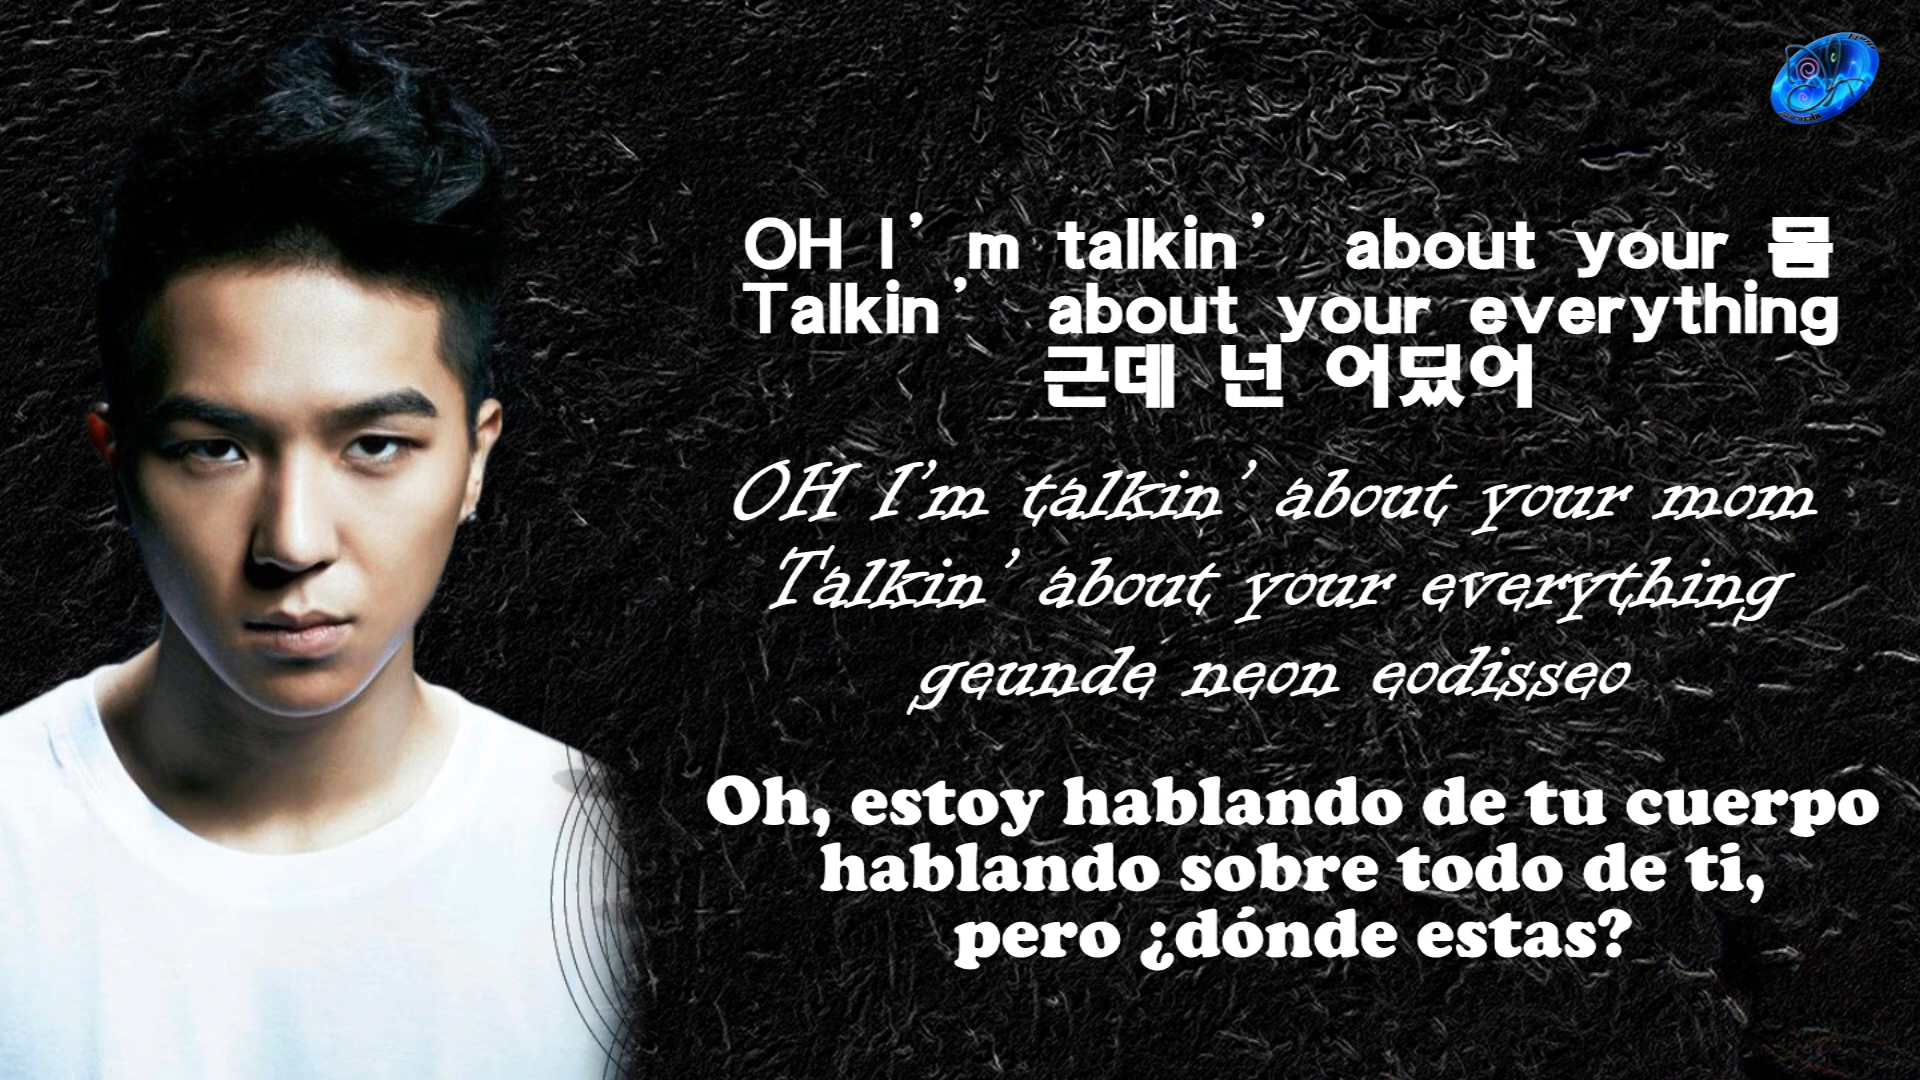 OH I’m talkin’ about your 몸
Talkin’ about your everything
근데 넌 어딨어
OH I’m talkin’ about your mom
Talkin’ about your everything
geunde neon eodisseo
Oh, estoy hablando de tu cuerpo
hablando sobre todo de ti,
pero ¿dónde estas?